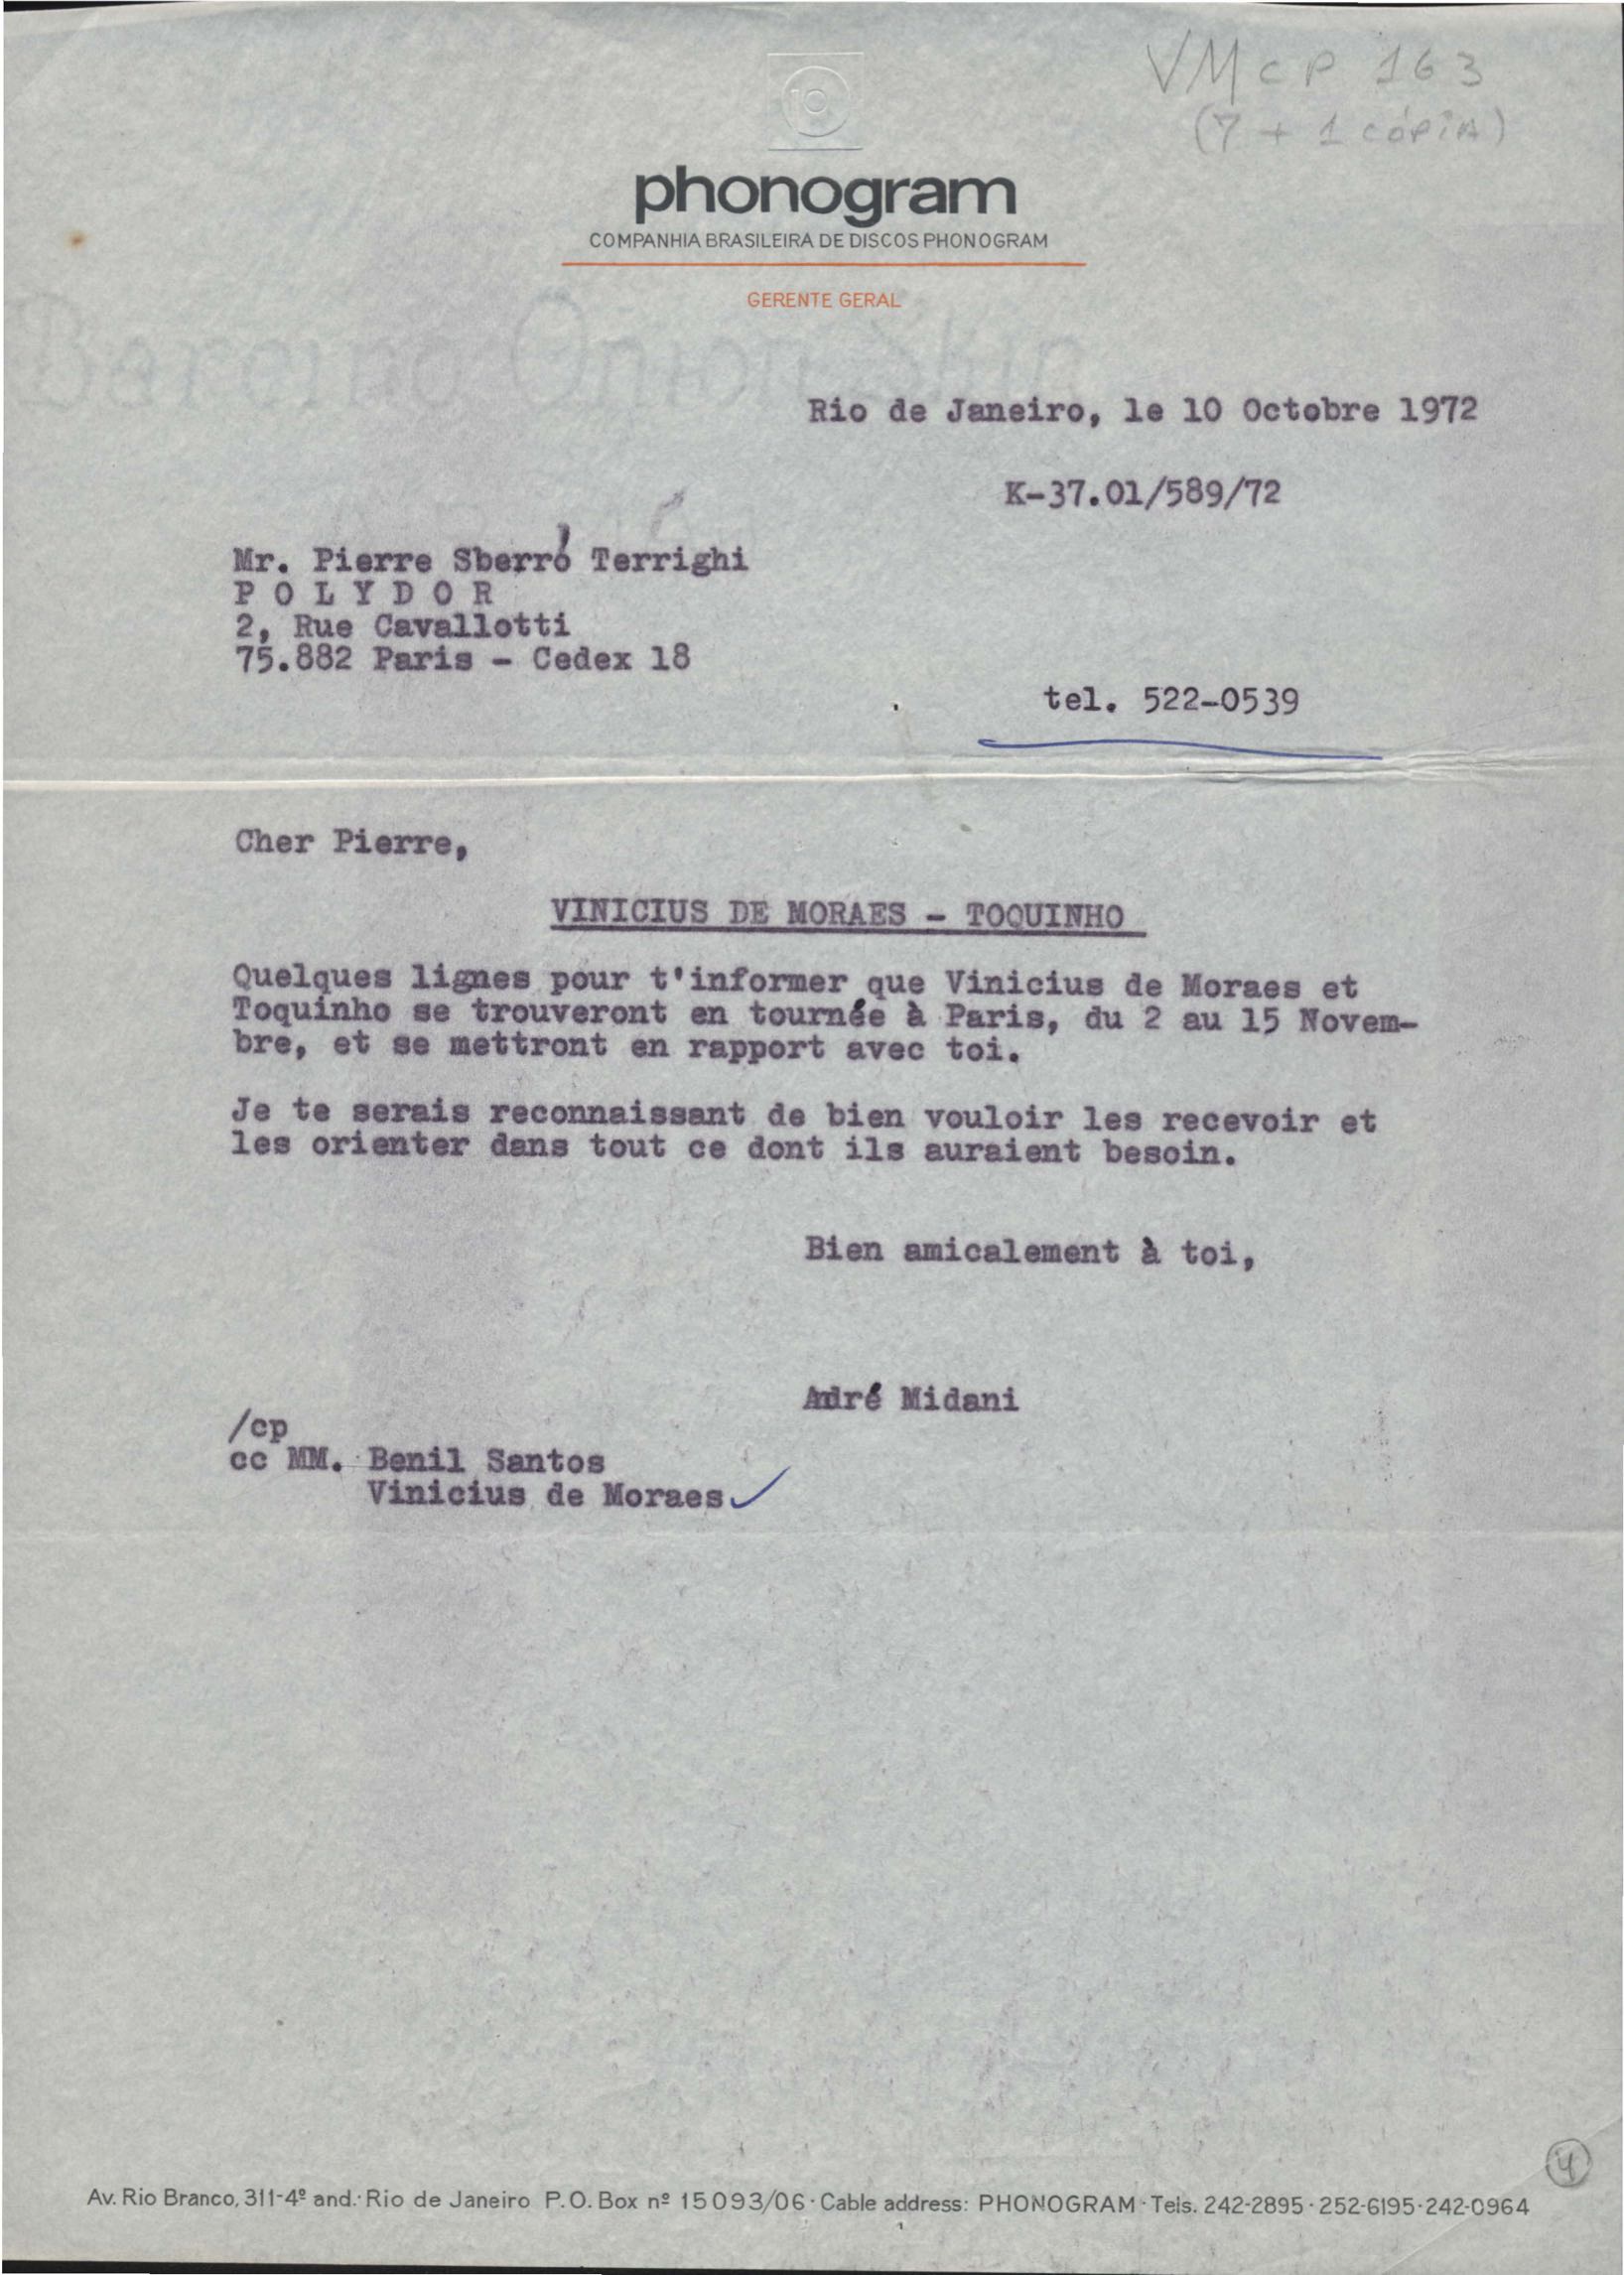 VMCP 163
(7 + 1 CÓPIA)
phonogram
COMPANHIA BRASILEIRA DE DISCOS PHONOGRAM
GERENTE GERAL
Rio de Janeiro, le 10 Octobre 1972
K-37.01/589/72
Mr. Pierre Sberró Terrighi
P O L Y D O R
2, Rue Cavallotti
75.882 Paris - Cedex 18
tel. 522-0539
Cher Pierre,
VINICIUS DE MORAES - TOQUINHO
Quelques lignes pour t'informer que Vinicius de Moraes et
Toquinho se trouveront en tournée à Paris, du 2 au 15 Novem-
bre, et se mettront en rapport avec toi.
Je te serais reconnaissant de bien vouloir les recevoir et
les orienter dans tout ce dont ils auraient besoin.
Bien amicalement à toi,
André Midani
/cp
cc MM. Benil Santos
Vinicius de Moraes
4
Av. Rio Branco, 311-4º and. · Rio de Janeiro P.O. Box nº 15093/06 · Cable address: PHONOGRAM · Tels. 242-2895 · 252-6195 · 242-0964